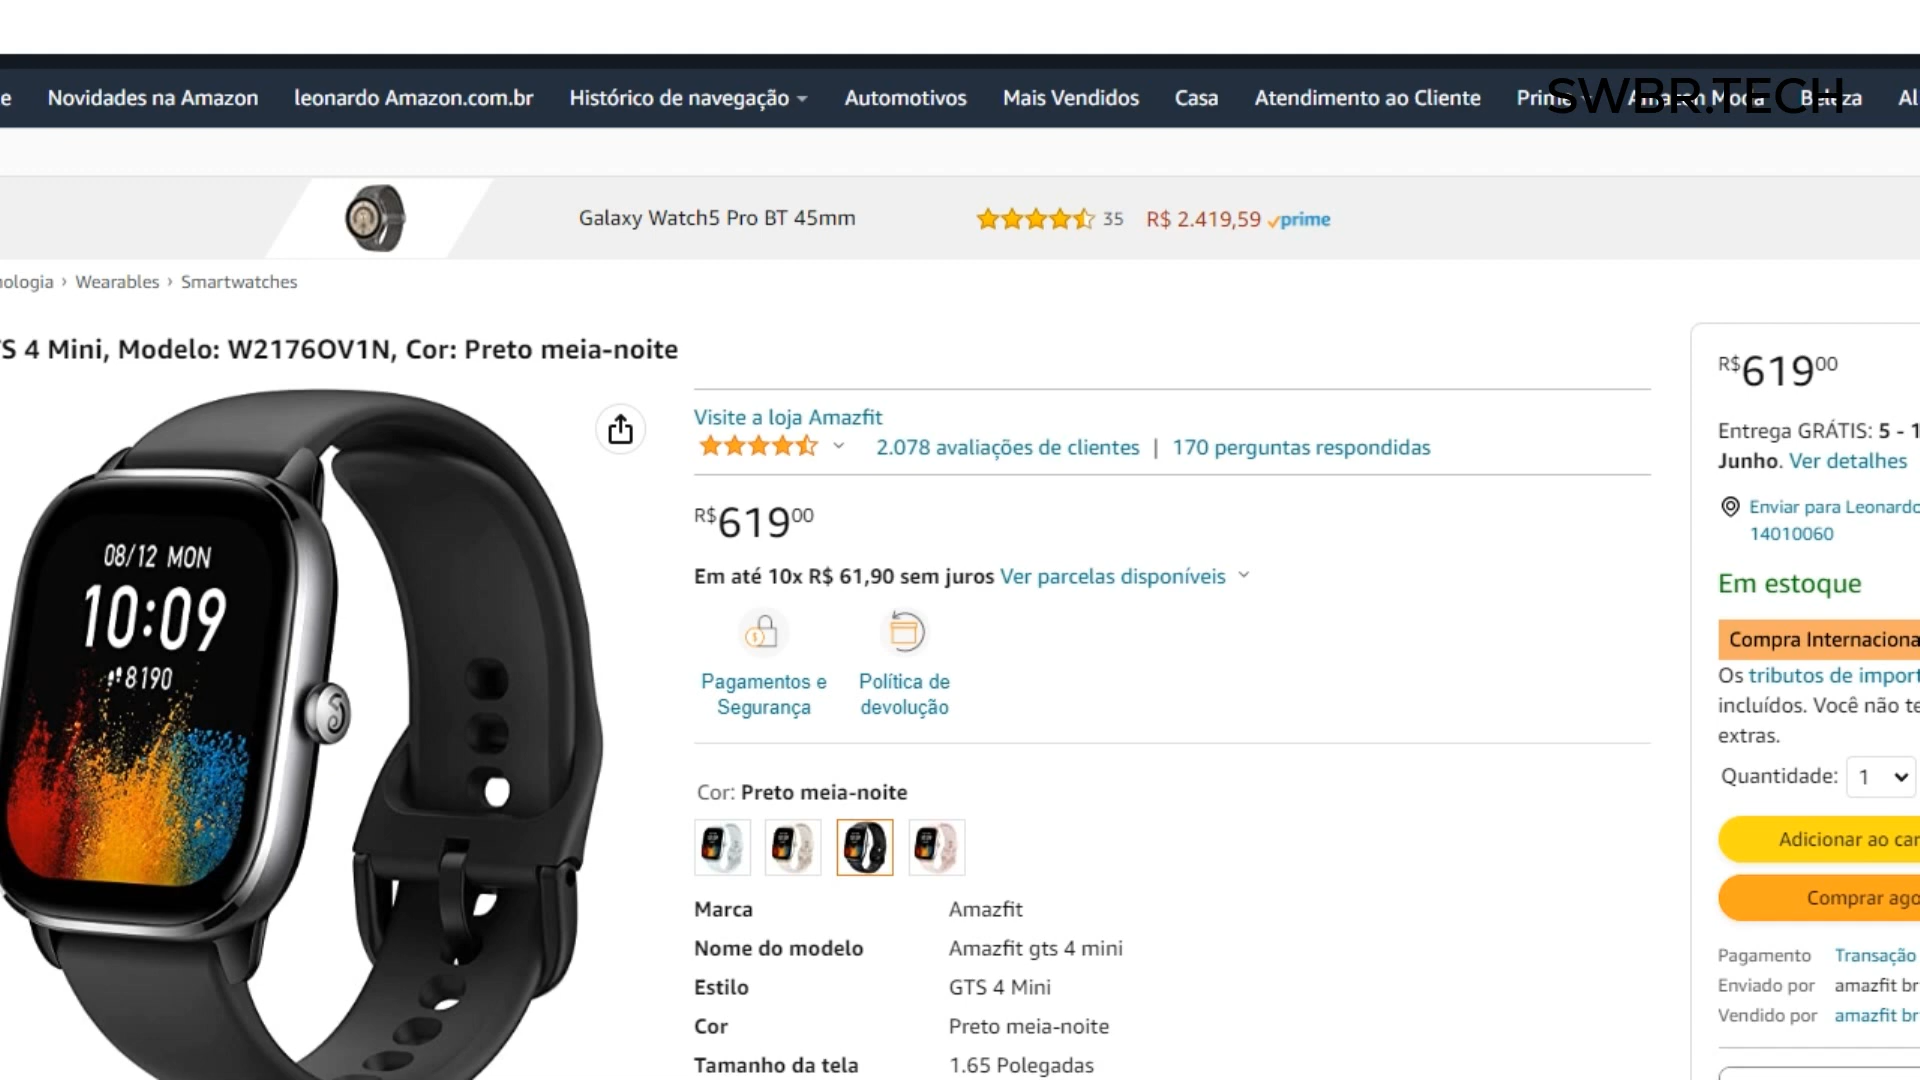 e Novidades na Amazon leonardo Amazon.com.br Histórico de navegação Automotivos Mais Vendidos Casa Atendimento ao Cliente Prime Amazon Moda Beleza Al
SWBR.TECH
Galaxy Watch5 Pro BT 45mm 35 R$ 2.419,59 prime
nologia › Wearables › Smartwatches
TS 4 Mini, Modelo: W2176OV1N, Cor: Preto meia-noite
08/12 MON
10:09
8190
Visite a loja Amazfit
2.078 avaliações de clientes | 170 perguntas respondidas
R$61900
Em até 10x R$ 61,90 sem juros Ver parcelas disponíveis
Pagamentos e Segurança
Política de devolução
Cor: Preto meia-noite
Marca Amazfit
Nome do modelo Amazfit gts 4 mini
Estilo GTS 4 Mini
Cor Preto meia-noite
Tamanho da tela 1.65 Polegadas
R$61900
Entrega GRÁTIS: 5 - 1
Junho. Ver detalhes
Enviar para Leonardo
14010060
Em estoque
Compra Internaciona
Os tributos de import
incluídos. Você não te
extras.
Quantidade: 1
Adicionar ao car
Comprar ago
Pagamento Transação
Enviado por amazfit br
Vendido por amazfit br